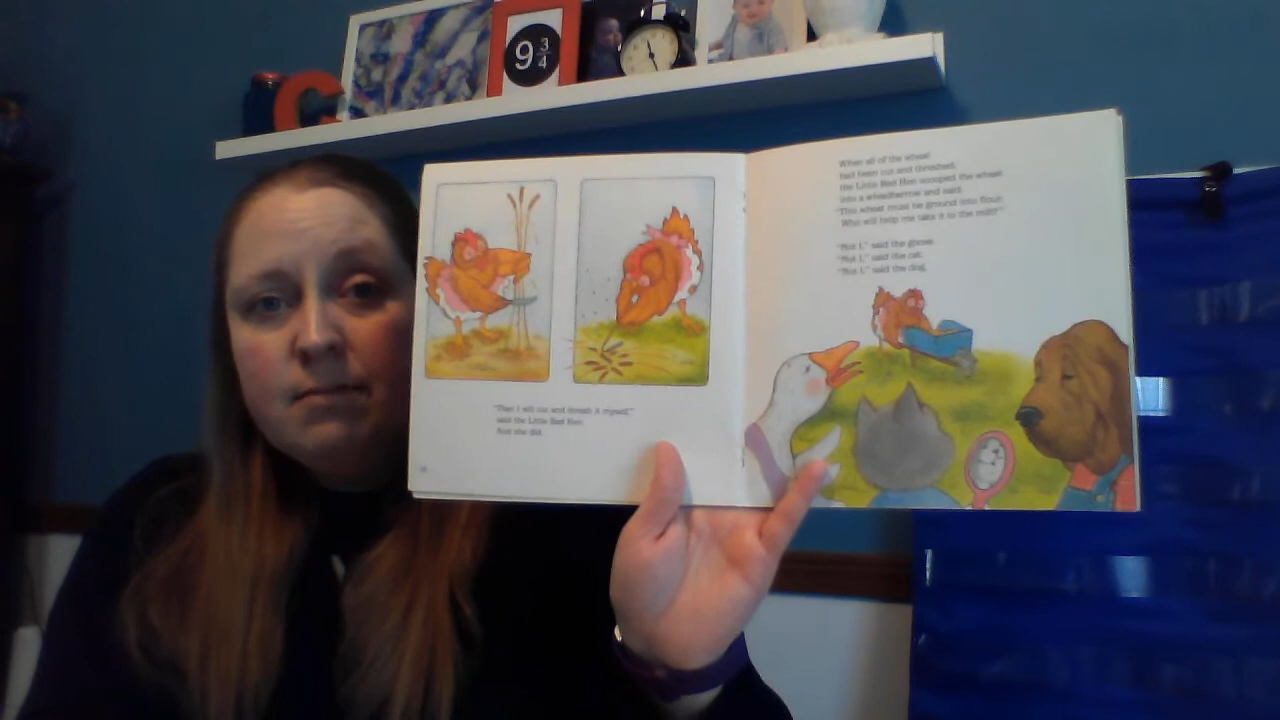 C
9 3/4
"Then I will cut and thresh it myself,"
said the Little Red Hen.
And she did.
When all of the wheat
had been cut and threshed,
the Little Red Hen scooped the wheat
into a wheelbarrow and said,
"This wheat must be ground into flour.
Who will help me take it to the mill?"
"Not I," said the goose.
"Not I," said the cat.
"Not I," said the dog.